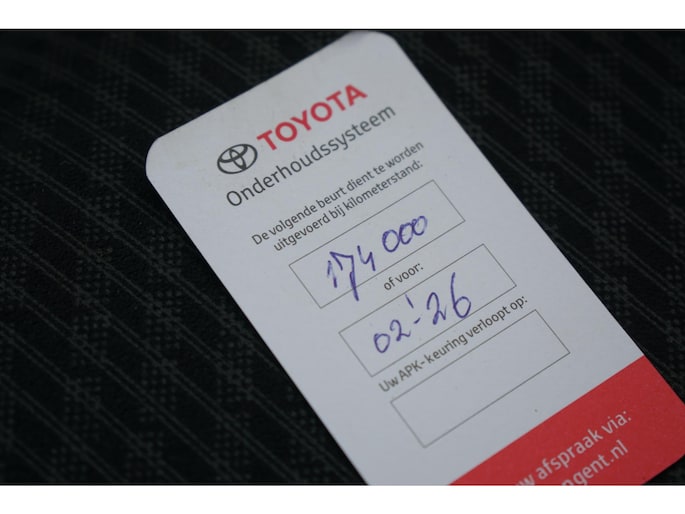 TOYOTA
Onderhoudssysteem
De volgende beurt dient te worden
uitgevoerd bij kilometerstand:
174 000
of voor:
02-'26
Uw APK-keuring verloopt op:
afspraak via: